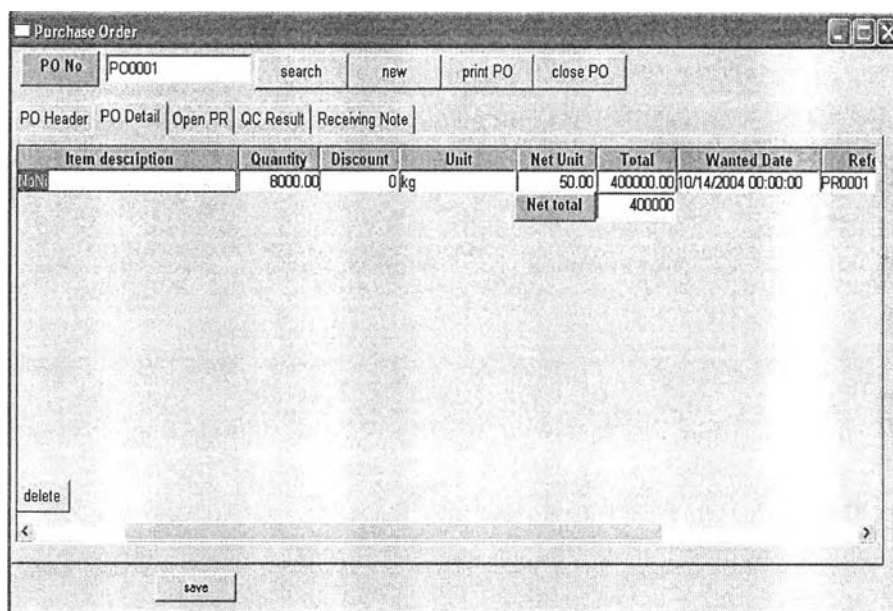 Purchase Order
PO No PO0001 search new print PO close PO
PO Header PO Detail Open PR QC Result Receiving Note
Item description Quantity Discount Unit Net Unit Total Wanted Date Refe
NoNi 8000.00 0 kg 50.00 400000.00 10/14/2004 00:00:00 PR0001
Net total 400000
delete
save